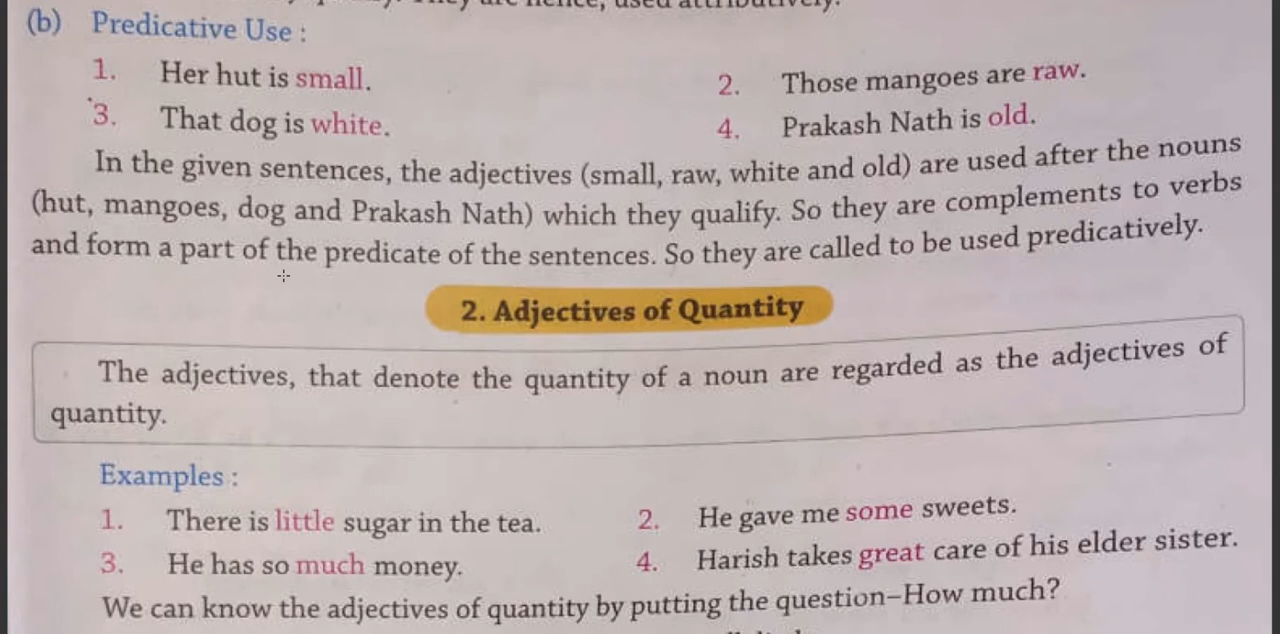 used attributively.
(b) Predicative Use :
1. Her hut is small. 2. Those mangoes are raw.
3. That dog is white. 4. Prakash Nath is old.
In the given sentences, the adjectives (small, raw, white and old) are used after the nouns
(hut, mangoes, dog and Prakash Nath) which they qualify. So they are complements to verbs
and form a part of the predicate of the sentences. So they are called to be used predicatively.
2. Adjectives of Quantity
The adjectives, that denote the quantity of a noun are regarded as the adjectives of
quantity.
Examples :
1. There is little sugar in the tea. 2. He gave me some sweets.
3. He has so much money. 4. Harish takes great care of his elder sister.
We can know the adjectives of quantity by putting the question–How much?